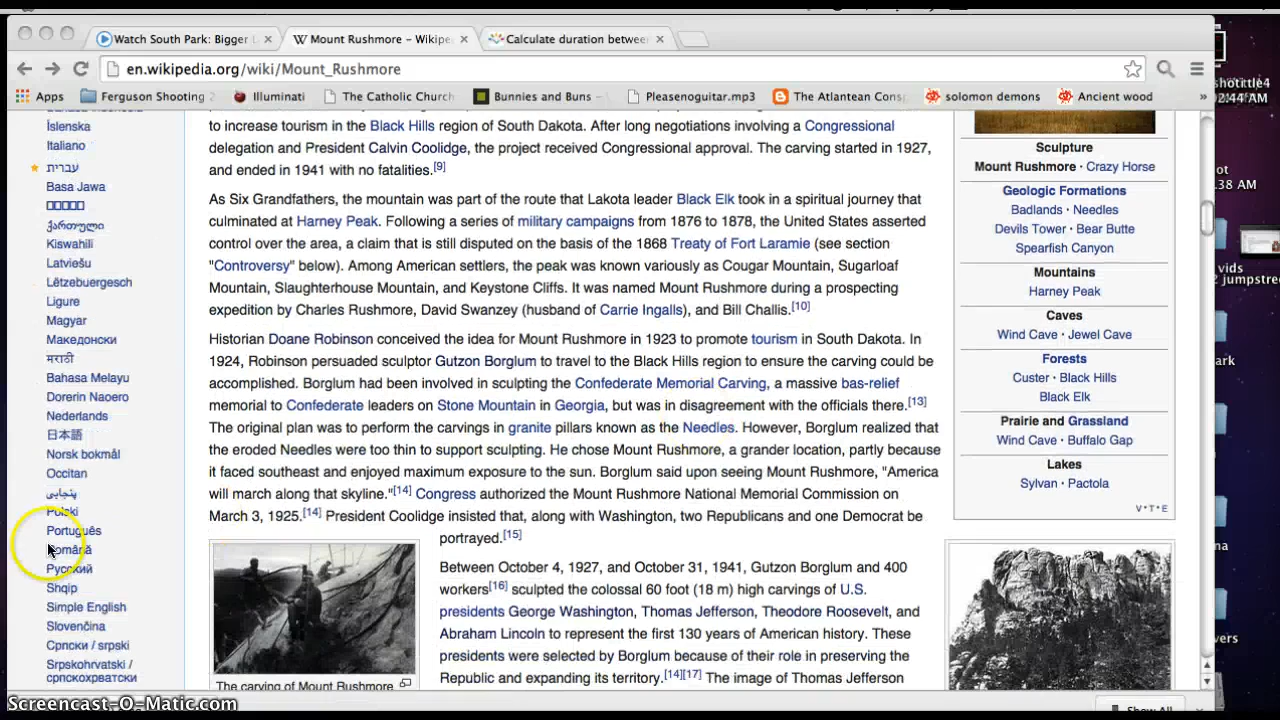 Watch South Park: Bigger L
Mount Rushmore – Wikipe
Calculate duration between
en.wikipedia.org/wiki/Mount_Rushmore
Apps
Ferguson Shooting 2
Illuminati
The Catholic Church
Bunnies and Buns –
Pleasenoguitar.mp3
The Atlantean Cons
solomon demons
Ancient wood
»
Íslenska
Italiano
עברית
Basa Jawa
ქართული
Kiswahili
Latviešu
Lëtzebuergesch
Ligure
Magyar
Македонски
मराठी
Bahasa Melayu
Dorerin Naoero
Nederlands
日本語
Norsk bokmål
Occitan
پنجابی
Polski
Português
Română
Русский
Shqip
Simple English
Slovenčina
Српски / srpski
Srpskohrvatski /
српскохрватски
to increase tourism in the Black Hills region of South Dakota. After long negotiations involving a Congressional
delegation and President Calvin Coolidge, the project received Congressional approval. The carving started in 1927,
and ended in 1941 with no fatalities.[9]
As Six Grandfathers, the mountain was part of the route that Lakota leader Black Elk took in a spiritual journey that
culminated at Harney Peak. Following a series of military campaigns from 1876 to 1878, the United States asserted
control over the area, a claim that is still disputed on the basis of the 1868 Treaty of Fort Laramie (see section
"Controversy" below). Among American settlers, the peak was known variously as Cougar Mountain, Sugarloaf
Mountain, Slaughterhouse Mountain, and Keystone Cliffs. It was named Mount Rushmore during a prospecting
expedition by Charles Rushmore, David Swanzey (husband of Carrie Ingalls), and Bill Challis.[10]
Historian Doane Robinson conceived the idea for Mount Rushmore in 1923 to promote tourism in South Dakota. In
1924, Robinson persuaded sculptor Gutzon Borglum to travel to the Black Hills region to ensure the carving could be
accomplished. Borglum had been involved in sculpting the Confederate Memorial Carving, a massive bas-relief
memorial to Confederate leaders on Stone Mountain in Georgia, but was in disagreement with the officials there.[13]
The original plan was to perform the carvings in granite pillars known as the Needles. However, Borglum realized that
the eroded Needles were too thin to support sculpting. He chose Mount Rushmore, a grander location, partly because
it faced southeast and enjoyed maximum exposure to the sun. Borglum said upon seeing Mount Rushmore, "America
will march along that skyline."[14] Congress authorized the Mount Rushmore National Memorial Commission on
March 3, 1925.[14] President Coolidge insisted that, along with Washington, two Republicans and one Democrat be
portrayed.[15]
Between October 4, 1927, and October 31, 1941, Gutzon Borglum and 400
workers[16] sculpted the colossal 60 foot (18 m) high carvings of U.S.
presidents George Washington, Thomas Jefferson, Theodore Roosevelt, and
Abraham Lincoln to represent the first 130 years of American history. These
presidents were selected by Borglum because of their role in preserving the
Republic and expanding its territory.[14][17] The image of Thomas Jefferson
The carving of Mount Rushmore
Sculpture
Mount Rushmore · Crazy Horse
Geologic Formations
Badlands · Needles
Devils Tower · Bear Butte
Spearfish Canyon
Mountains
Harney Peak
Caves
Wind Cave · Jewel Cave
Forests
Custer · Black Hills
Black Elk
Prairie and Grassland
Wind Cave · Buffalo Gap
Lakes
Sylvan · Pactola
V · T · E
shottle4
02:44 AM
ot
.38 AM
vids
2 jumpstre
ark
na
vers
Show All
Screencast-O-Matic.com